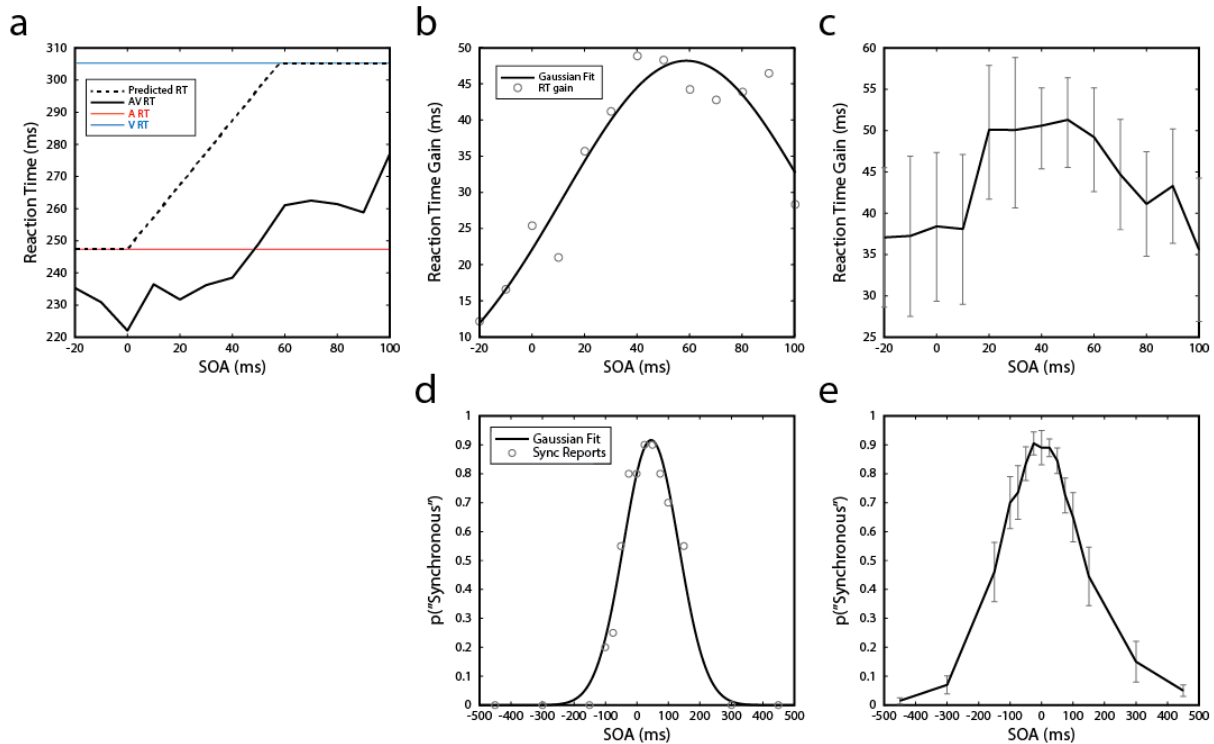 a
310
300
290
280
270
260
250
240
230
220
-20 0 20 40 60 80 100
Reaction Time (ms)
SOA (ms)
Predicted RT
AV RT
A RT
V RT
b
50
45
40
35
30
25
20
15
10
-20 0 20 40 60 80 100
Reaction Time Gain (ms)
SOA (ms)
Gaussian Fit
RT gain
c
60
55
50
45
40
35
30
25
-20 0 20 40 60 80 100
Reaction Time Gain (ms)
SOA (ms)
d
1
0.9
0.8
0.7
0.6
0.5
0.4
0.3
0.2
0.1
0
-500 -400 -300 -200 -100 0 100 200 300 400 500
p("Synchronous")
SOA (ms)
Gaussian Fit
Sync Reports
e
1
0.9
0.8
0.7
0.6
0.5
0.4
0.3
0.2
0.1
0
-500 -400 -300 -200 -100 0 100 200 300 400 500
p("Synchronous")
SOA (ms)